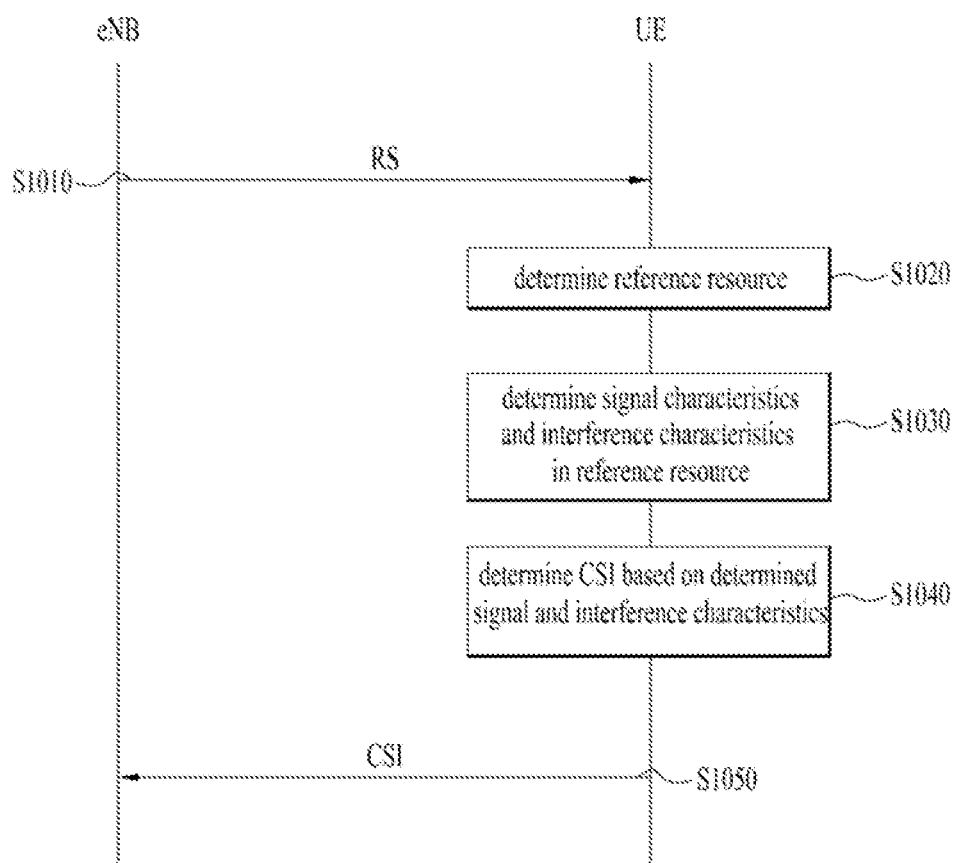 eNB
UE
RS
S1010
determine reference resource
S1020
determine signal characteristics
and interference characteristics
in reference resource
S1030
determine CSI based on determined
signal and interference characteristics
S1040
CSI
S1050